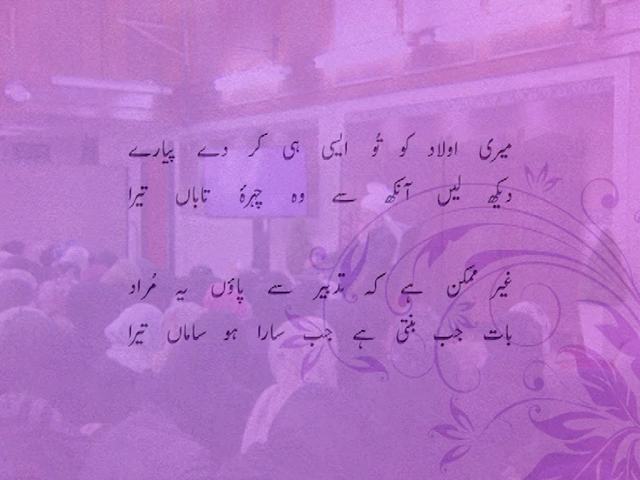 میری اولاد کو تُو ایسی ہی کر دے پیارے
دیکھ لیں آنکھ سے وہ چہرۂ تاباں تیرا
غیر ممکن ہے کہ تدبیر سے پاؤں یہ مُراد
بات جب بنتی ہے جب سارا ہو ساماں تیرا